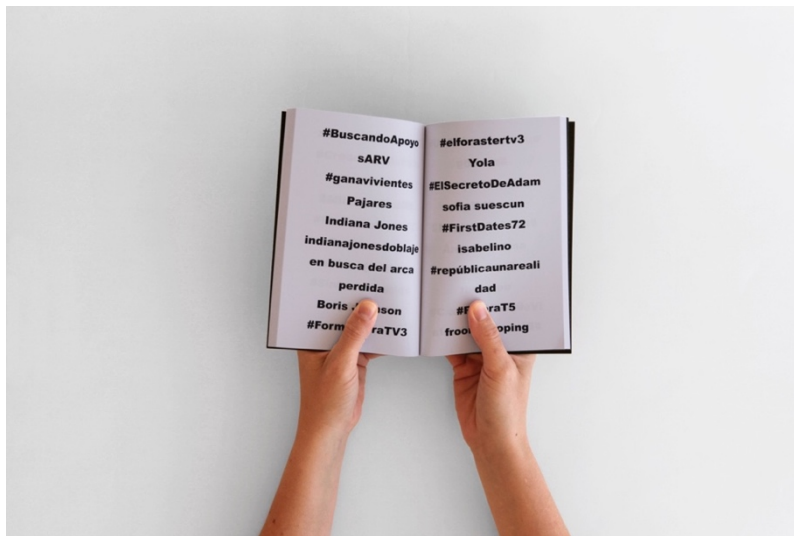 #BuscandoApoyo
sARV
#ganavivientes
Pajares
Indiana Jones
indianajonesdoblaje
en busca del arca
perdida
Boris
#elforastertv3
Yola
#ElSecretoDeAdam
sofia suescun
#FirstDates72
isabelino
#repúblicaunareali
dad